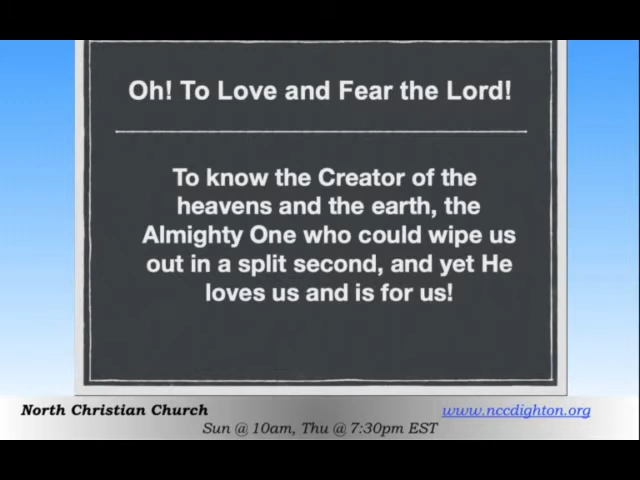 Oh! To Love and Fear the Lord!
To know the Creator of the
heavens and the earth, the
Almighty One who could wipe us
out in a split second, and yet He
loves us and is for us!
North Christian Church
www.nccdighton.org
Sun @ 10am, Thu @ 7:30pm EST